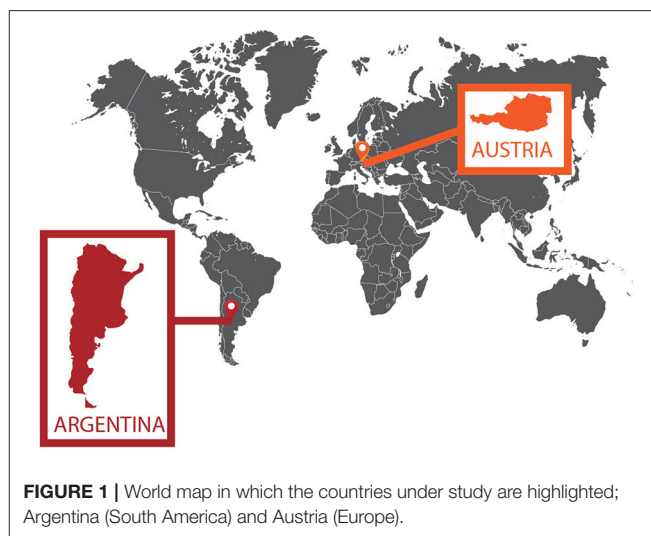 AUSTRIA
ARGENTINA
FIGURE 1 | World map in which the countries under study are highlighted;
Argentina (South America) and Austria (Europe).